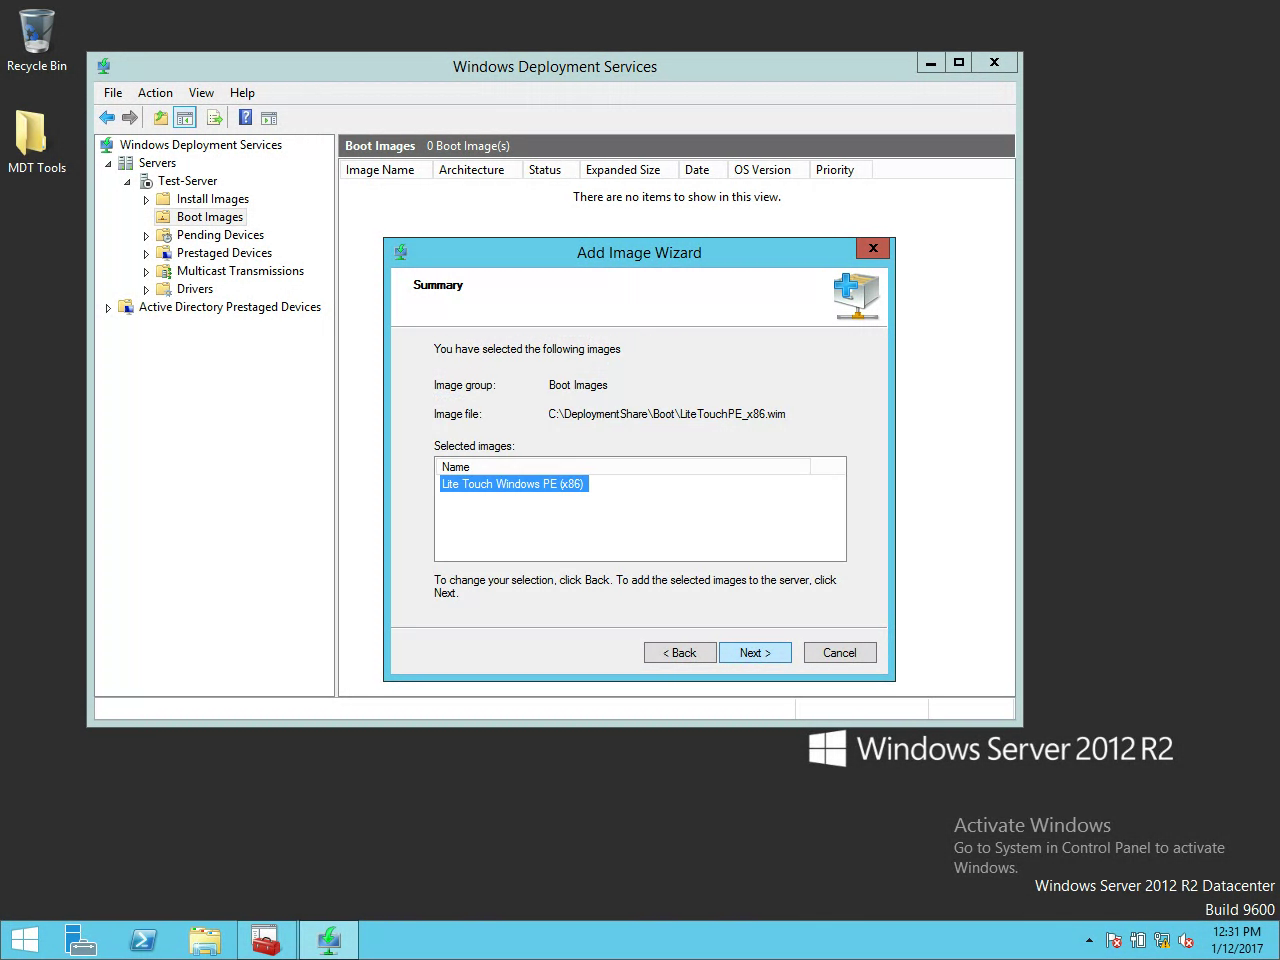 Recycle Bin
MDT Tools
Windows Deployment Services
File Action View Help
Windows Deployment Services
Servers
Test-Server
Install Images
Boot Images
Pending Devices
Prestaged Devices
Multicast Transmissions
Drivers
Active Directory Prestaged Devices
Boot Images 0 Boot Image(s)
Image Name Architecture Status Expanded Size Date OS Version Priority
There are no items to show in this view.
Add Image Wizard
Summary
You have selected the following images
Image group: Boot Images
Image file: C:\DeploymentShare\Boot\LiteTouchPE_x86.wim
Selected images:
Name
Lite Touch Windows PE (x86)
To change your selection, click Back. To add the selected images to the server, click
Next.
< Back Next > Cancel
Windows Server 2012 R2
Activate Windows
Go to System in Control Panel to activate
Windows.
Windows Server 2012 R2 Datacenter
Build 9600
12:31 PM
1/12/2017